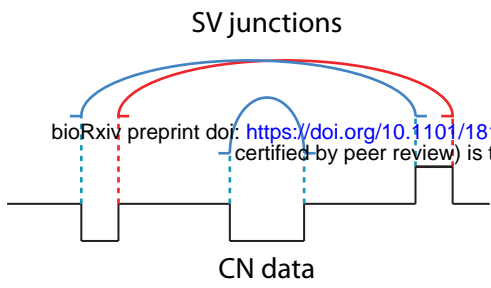 SV junctions
bioRxiv preprint doi: https://doi.org/10.1101/18
certified by peer review) is t
CN data